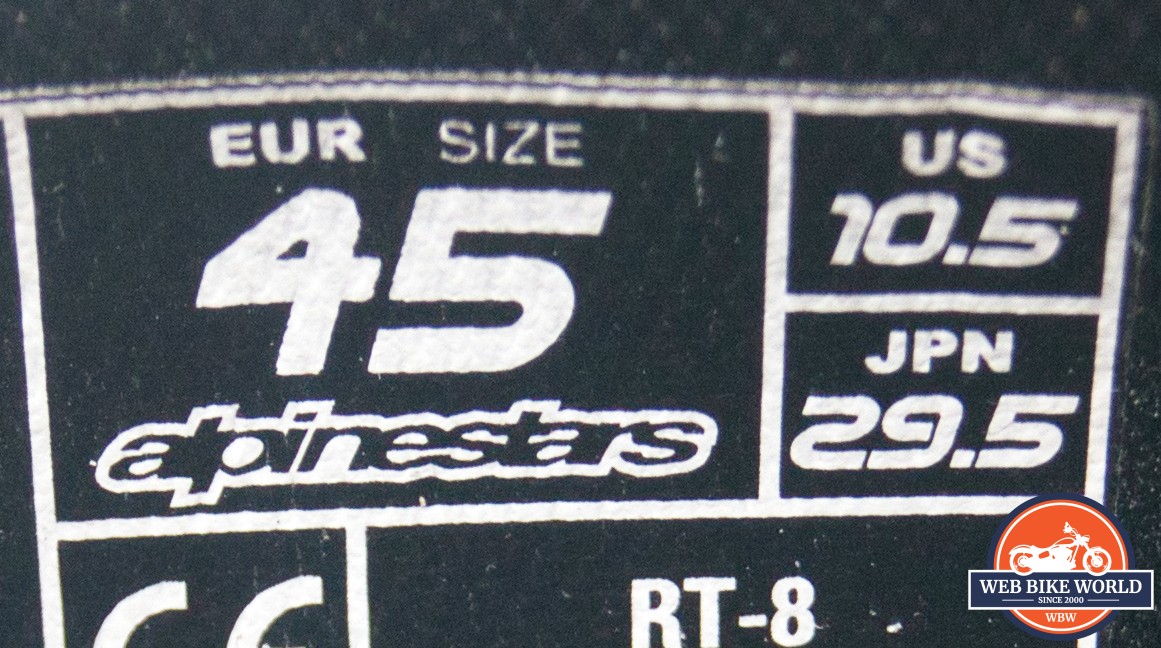 EUR SIZE
45
alpinestars
US
10.5
JPN
29.5
CE
RT-8
WEB BIKE WORLD
SINCE 2000
WBW